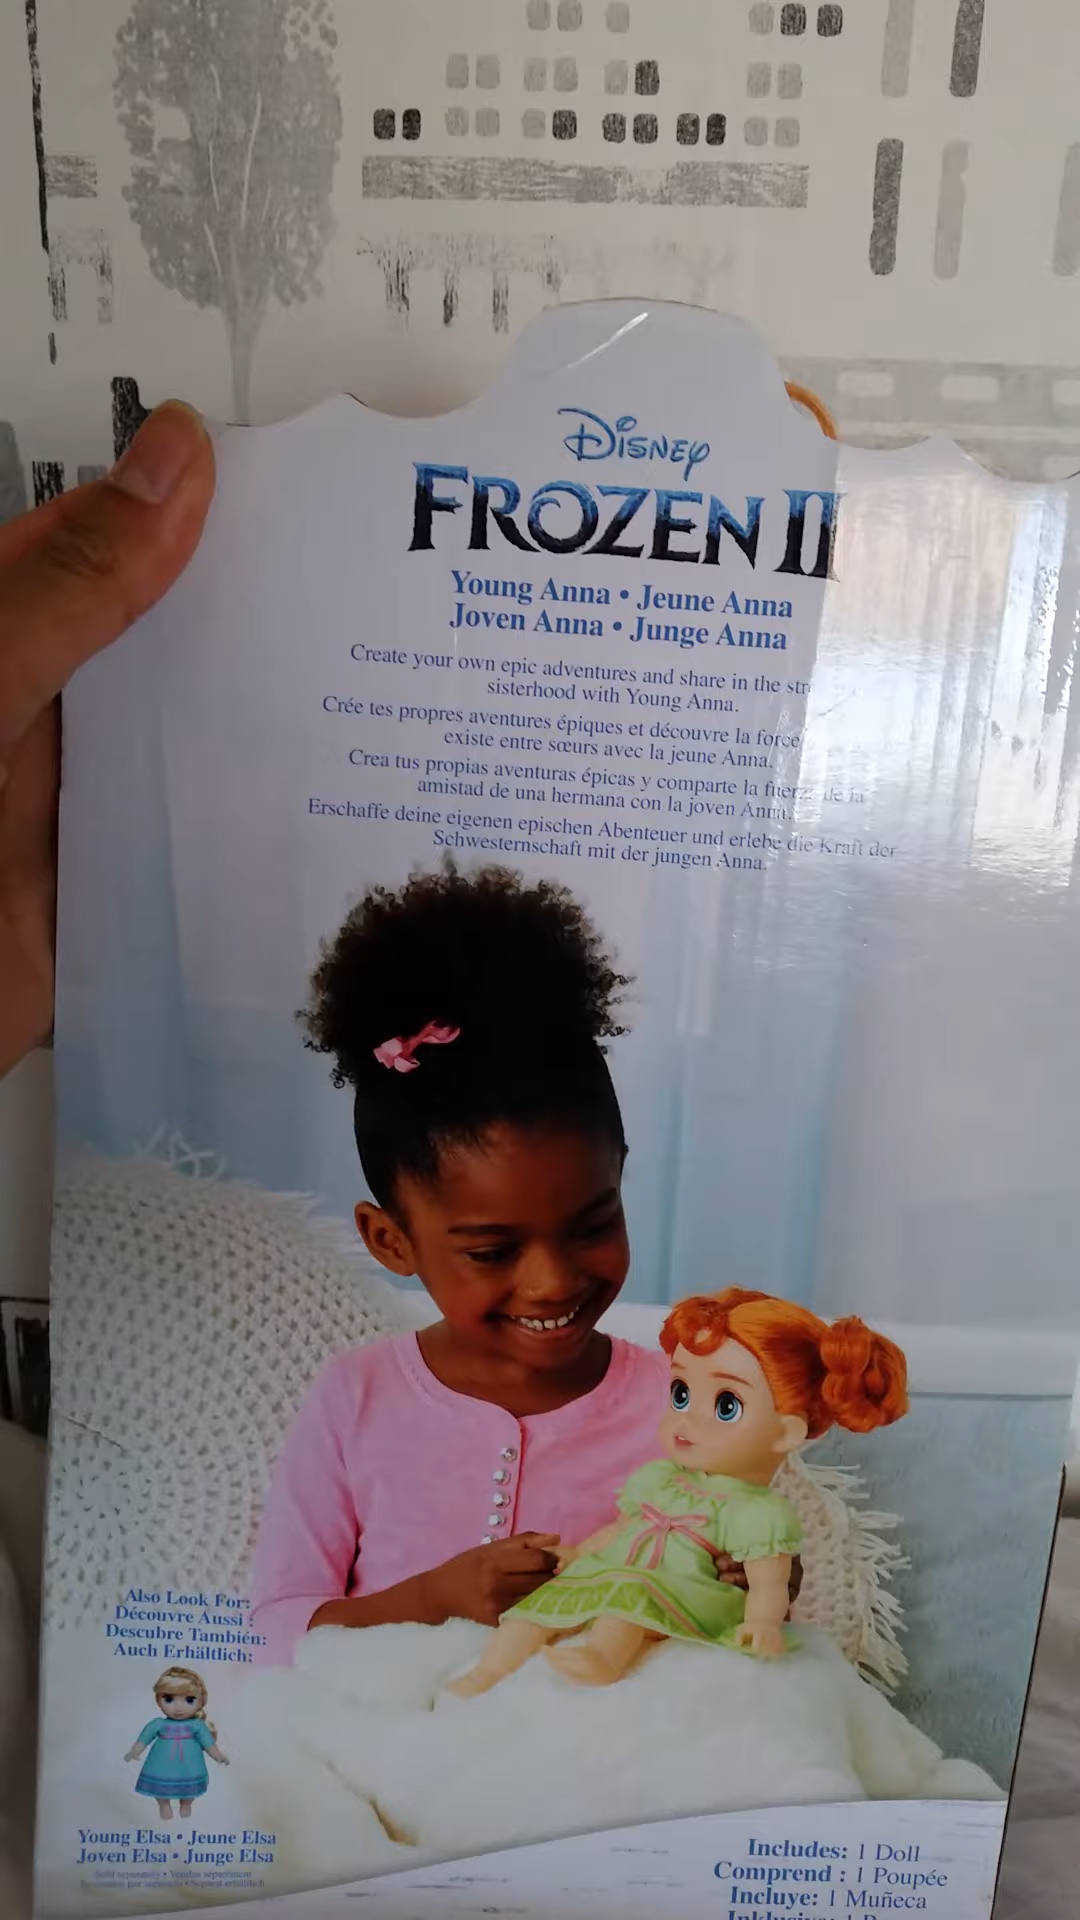 Disney
FROZEN II
Young Anna • Jeune Anna
Joven Anna • Junge Anna
Create your own epic adventures and share in the
sisterhood with Young Anna.
Crée tes propres aventures épiques et découvre la force
existe entre sœurs avec la jeune Anna.
Crea tus propias aventuras épicas y comparte la fuerza de la
amistad de una hermana con la joven Anna.
Erschaffe deine eigenen epischen Abenteuer und erlebe die Kraft der
Schwesternschaft mit der jungen Anna.
Also Look For:
Découvre Aussi :
Descubre También:
Auch Erhältlich:
Young Elsa • Jeune Elsa
Joven Elsa • Junge Elsa
Sold separately • Vendue séparément
Includes: 1 Doll
Comprend : 1 Poupée
Incluye: 1 Muñeca